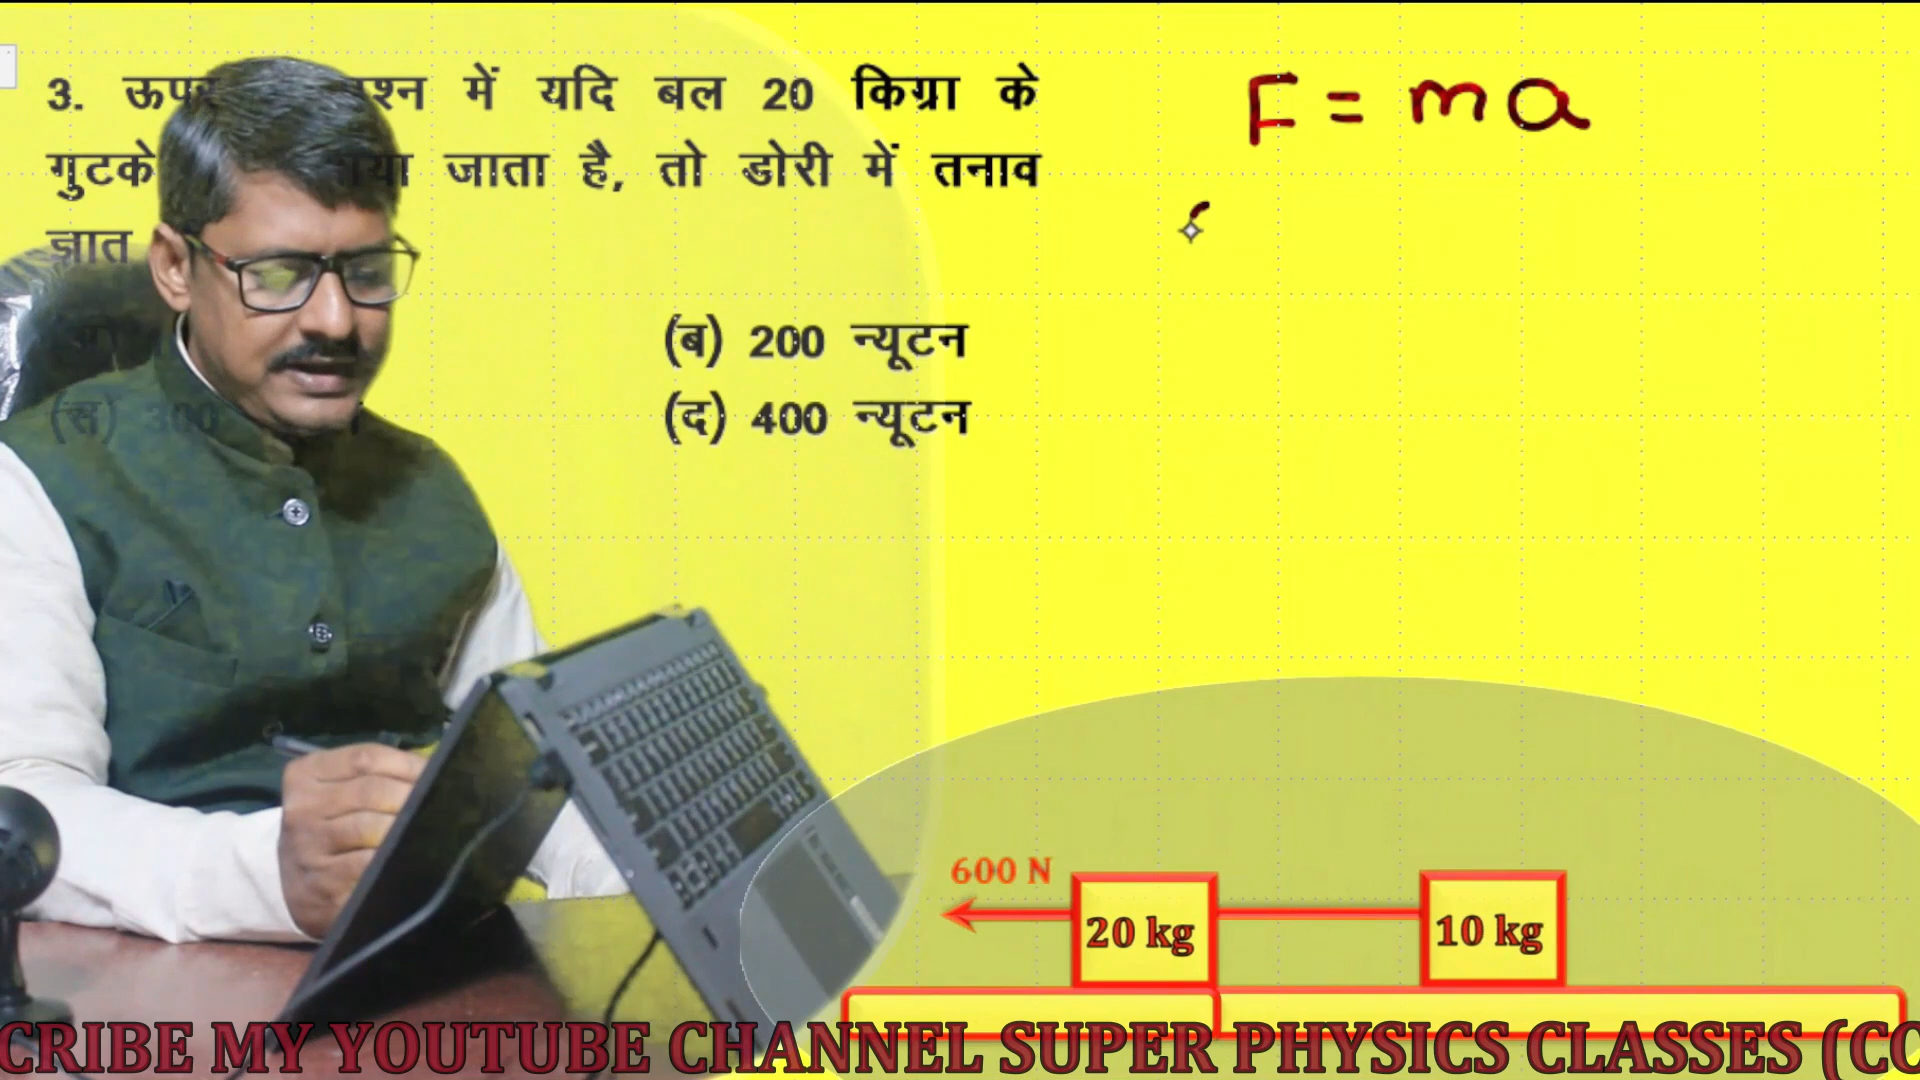 3. में यदि बल 20 किग्रा के
गुटके जाता है, तो डोरी में तनाव
ज्ञात
(ब) 200 न्यूटन
(स) 300
(द) 400 न्यूटन
F = ma
600 N
20 kg
10 kg
CRIBE MY YOUTUBE CHANNEL SUPER PHYSICS CLASSES (CO